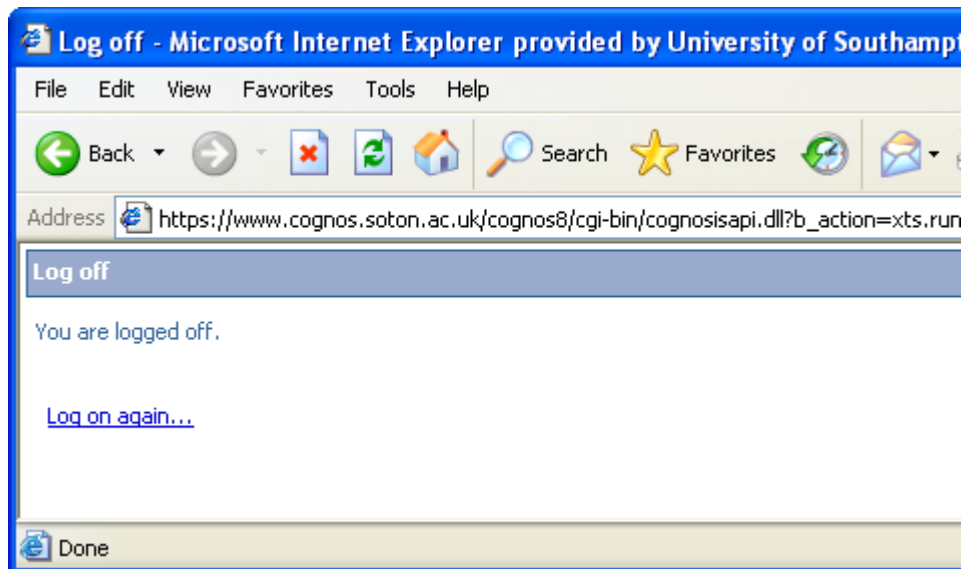 Log off - Microsoft Internet Explorer provided by University of Southampt
File Edit View Favorites Tools Help
Back Search Favorites
Address https://www.cognos.soton.ac.uk/cognos8/cgi-bin/cognosisapi.dll?b_action=xts.run
Log off
You are logged off.
Log on again...
Done